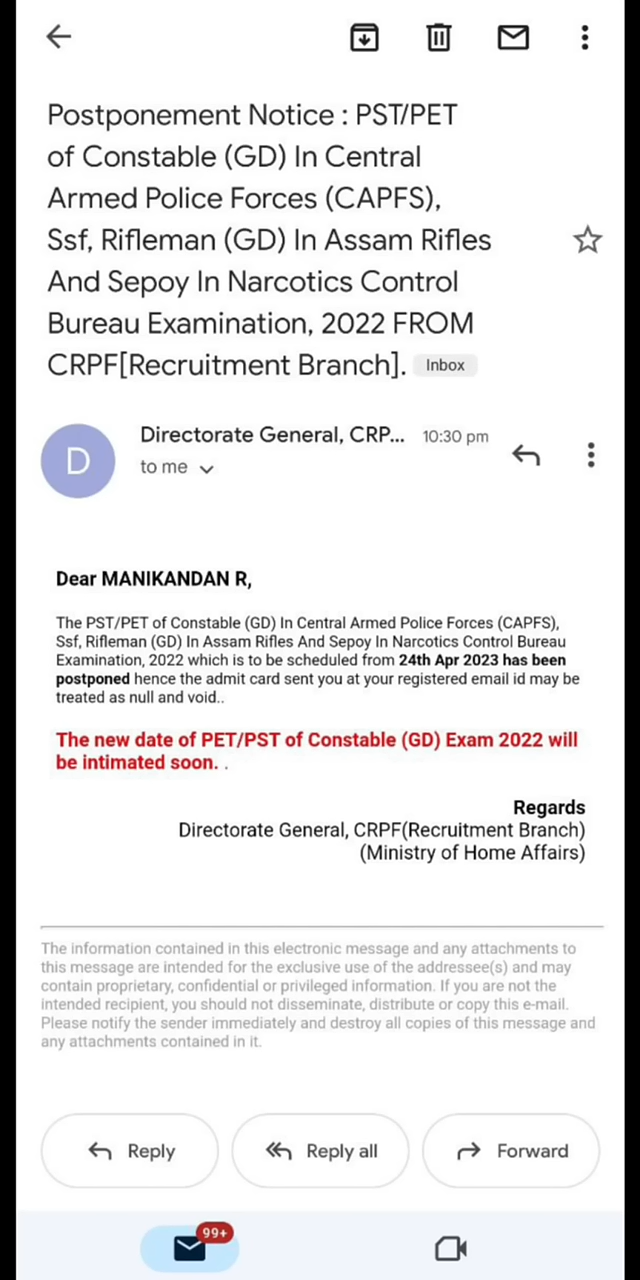 Postponement Notice : PST/PET
of Constable (GD) In Central
Armed Police Forces (CAPFS),
Ssf, Rifleman (GD) In Assam Rifles
And Sepoy In Narcotics Control
Bureau Examination, 2022 FROM
CRPF[Recruitment Branch]. Inbox
D
Directorate General, CRP... 10:30 pm
to me
Dear MANIKANDAN R,
The PST/PET of Constable (GD) In Central Armed Police Forces (CAPFS),
Ssf, Rifleman (GD) In Assam Rifles And Sepoy In Narcotics Control Bureau
Examination, 2022 which is to be scheduled from 24th Apr 2023 has been
postponed hence the admit card sent you at your registered email id may be
treated as null and void..
The new date of PET/PST of Constable (GD) Exam 2022 will
be intimated soon. .
Regards
Directorate General, CRPF(Recruitment Branch)
(Ministry of Home Affairs)
The information contained in this electronic message and any attachments to
this message are intended for the exclusive use of the addressee(s) and may
contain proprietary, confidential or privileged information. If you are not the
intended recipient, you should not disseminate, distribute or copy this e-mail.
Please notify the sender immediately and destroy all copies of this message and
any attachments contained in it.
Reply Reply all Forward
99+